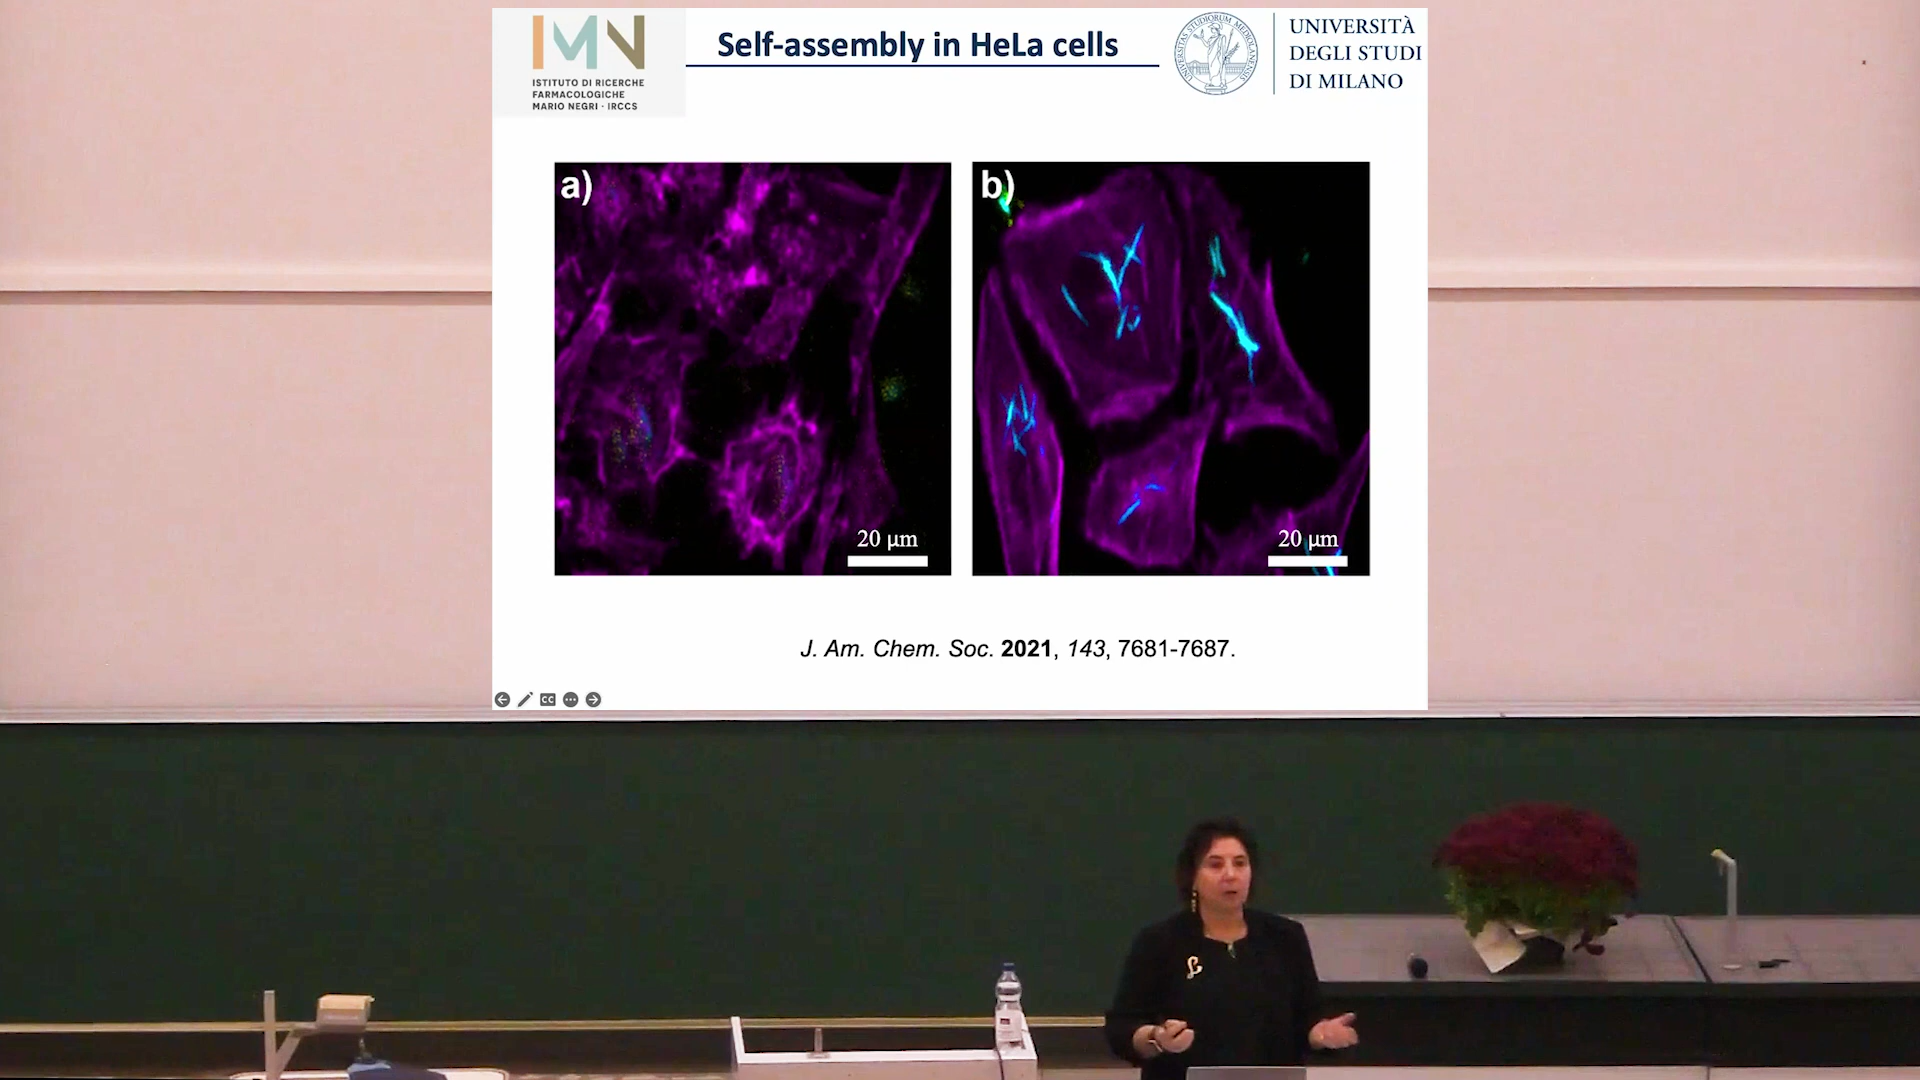 ISTITUTO DI RICERCHE
FARMACOLOGICHE
MARIO NEGRI · IRCCS
Self-assembly in HeLa cells
UNIVERSITÀ
DEGLI STUDI
DI MILANO
a)
20 µm
b)
20 µm
J. Am. Chem. Soc. 2021, 143, 7681-7687.
CC